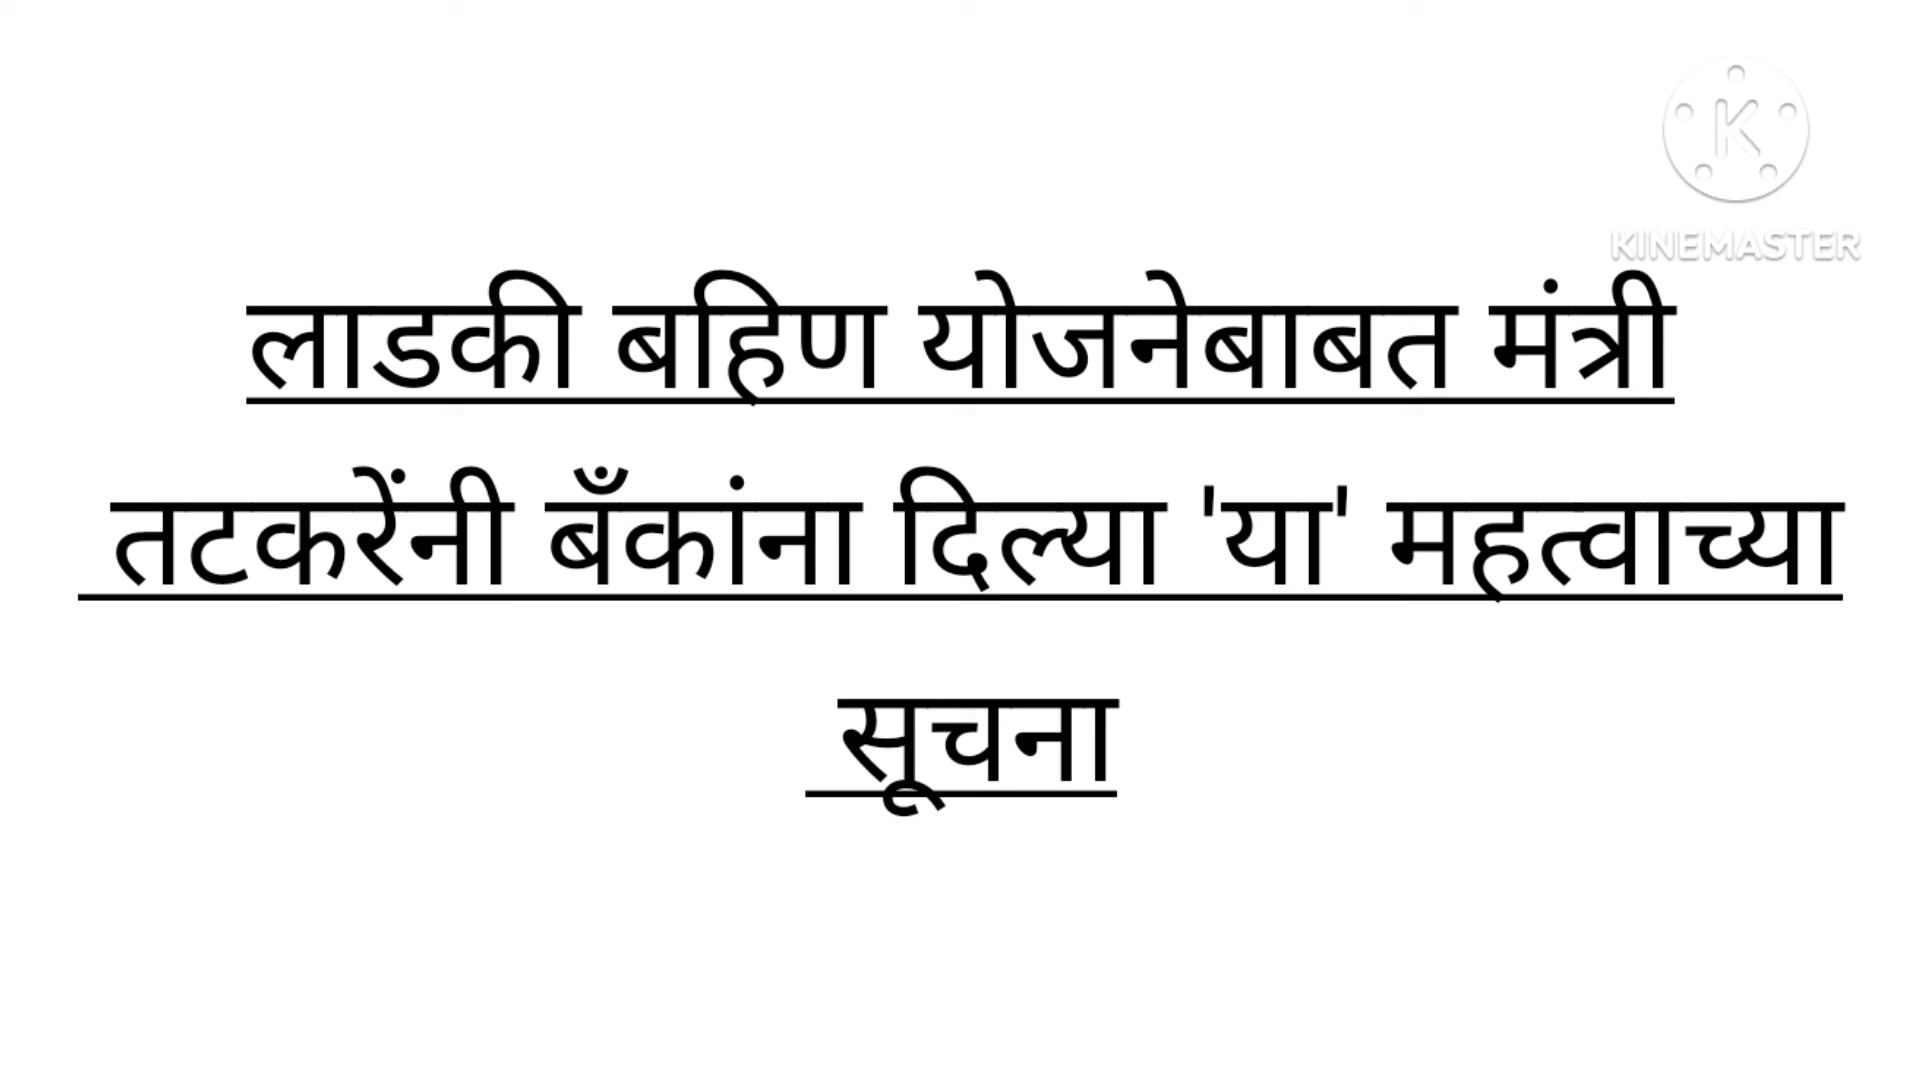 KINEMASTER
लाडकी बहिण योजनेबाबत मंत्री
तटकरेंनी बँकांना दिल्या 'या' महत्वाच्या
सूचना